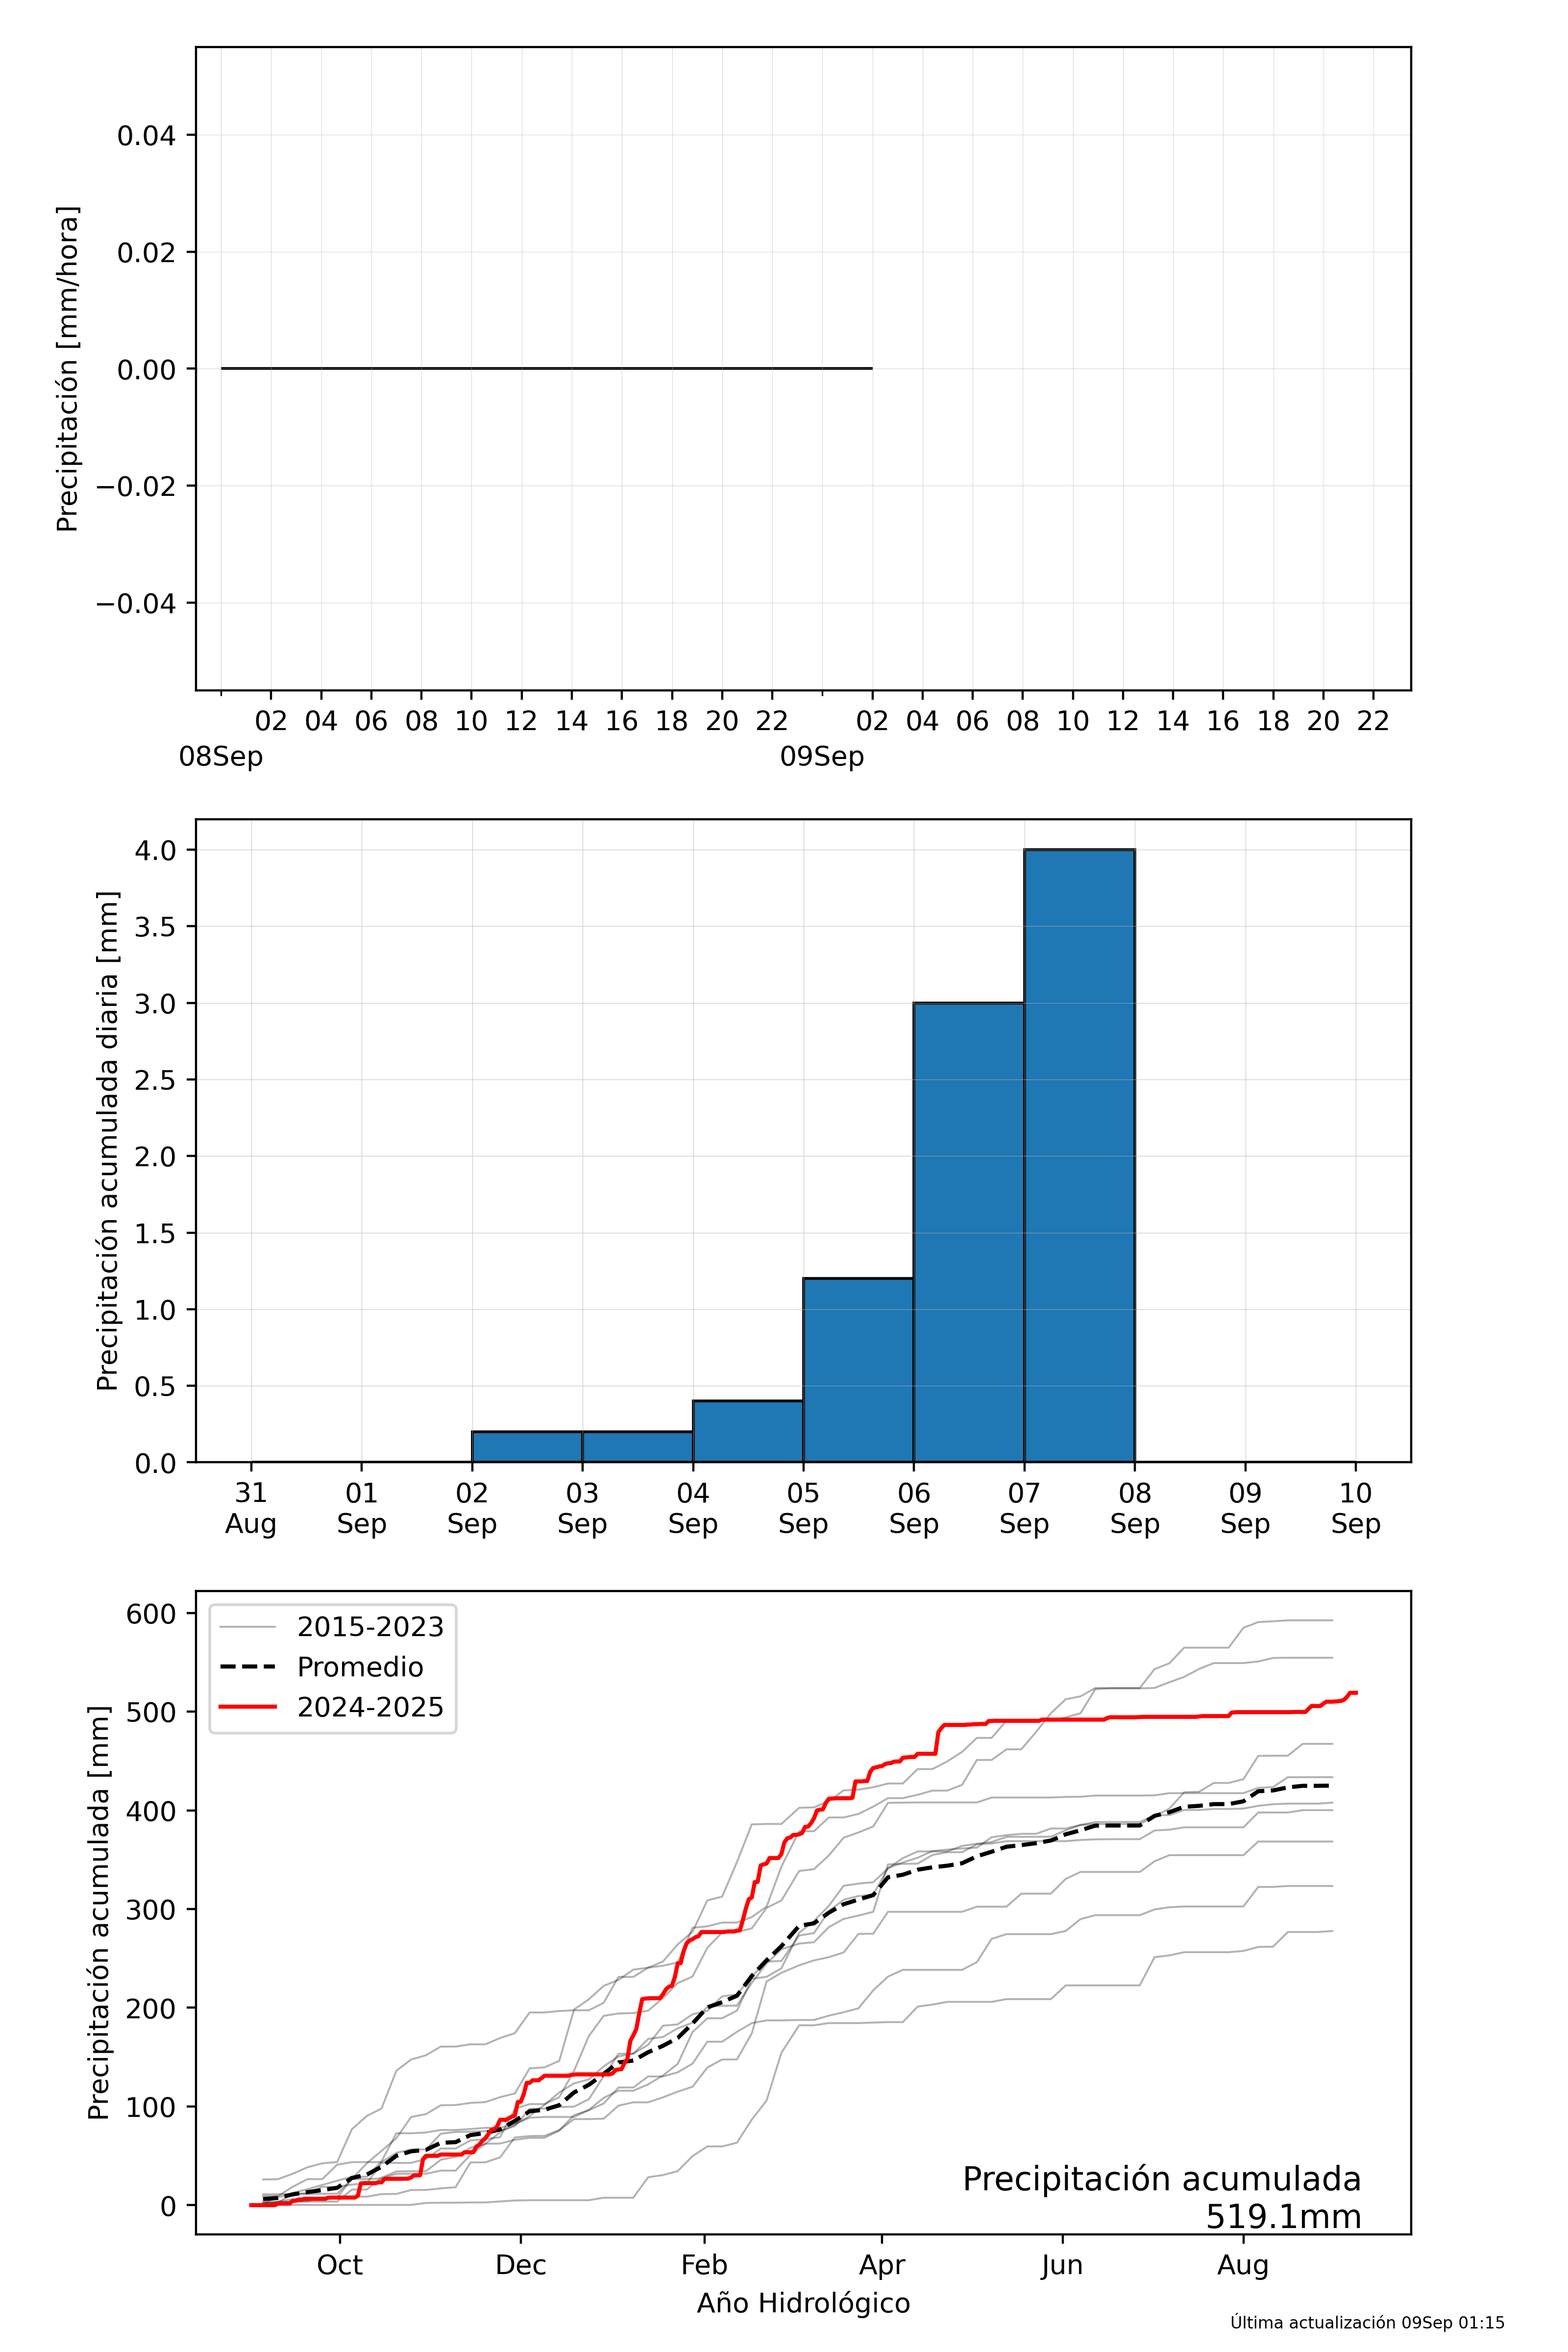 Precipitación [mm/hora]
0.04
0.02
0.00
−0.02
−0.04
02 04 06 08 10 12 14 16 18 20 22 02 04 06 08 10 12 14 16 18 20 22
08Sep 09Sep
Precipitación acumulada diaria [mm]
4.0
3.5
3.0
2.5
2.0
1.5
1.0
0.5
0.0
31 01 02 03 04 05 06 07 08 09 10
Aug Sep Sep Sep Sep Sep Sep Sep Sep Sep Sep
Precipitación acumulada [mm]
600
500
400
300
200
100
0
2015-2023
Promedio
2024-2025
Precipitación acumulada
519.1mm
Oct Dec Feb Apr Jun Aug
Año Hidrológico
Última actualización 09Sep 01:15